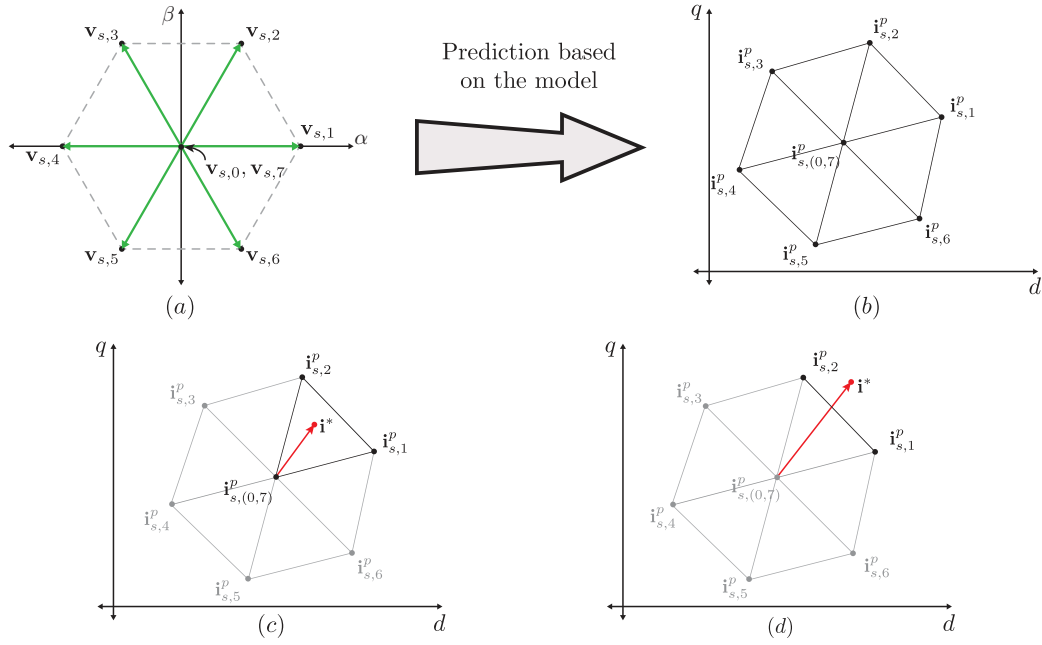 β
v_{s,3}
v_{s,2}
v_{s,1}
α
v_{s,4}
v_{s,0}, v_{s,7}
v_{s,5}
v_{s,6}
(a)
Prediction based
on the model
q
i^p_{s,2}
i^p_{s,3}
i^p_{s,1}
i^p_{s,(0,7)}
i^p_{s,4}
i^p_{s,6}
i^p_{s,5}
d
(b)
q
i^p_{s,2}
i^p_{s,3}
i*
i^p_{s,1}
i^p_{s,(0,7)}
i^p_{s,4}
i^p_{s,6}
i^p_{s,5}
d
(c)
q
i^p_{s,2}
i*
i^p_{s,3}
i^p_{s,1}
i^p_{s,(0,7)}
i^p_{s,4}
i^p_{s,6}
i^p_{s,5}
d
(d)